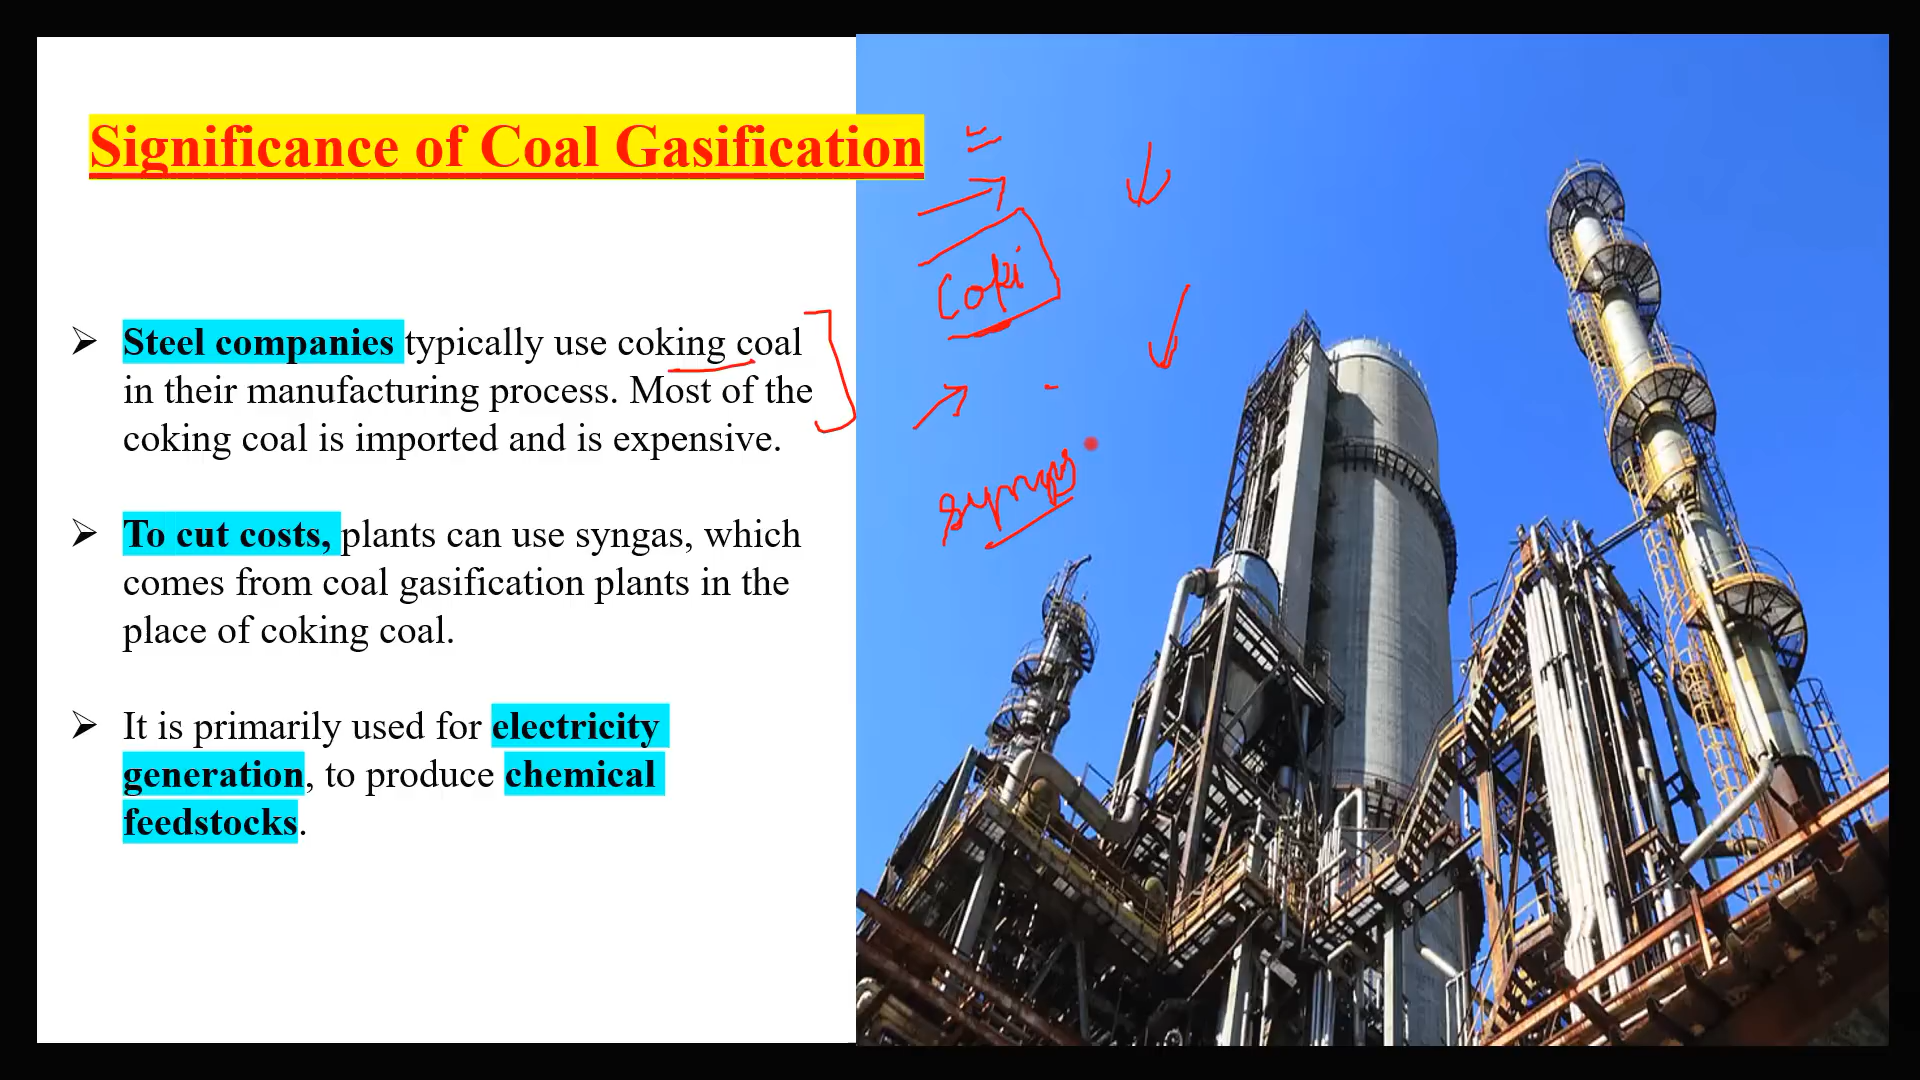 Significance of Coal Gasification
➢ Steel companies typically use coking coal
in their manufacturing process. Most of the
coking coal is imported and is expensive.
➢ To cut costs, plants can use syngas, which
comes from coal gasification plants in the
place of coking coal.
➢ It is primarily used for electricity
generation, to produce chemical
feedstocks.
Coki
syngas